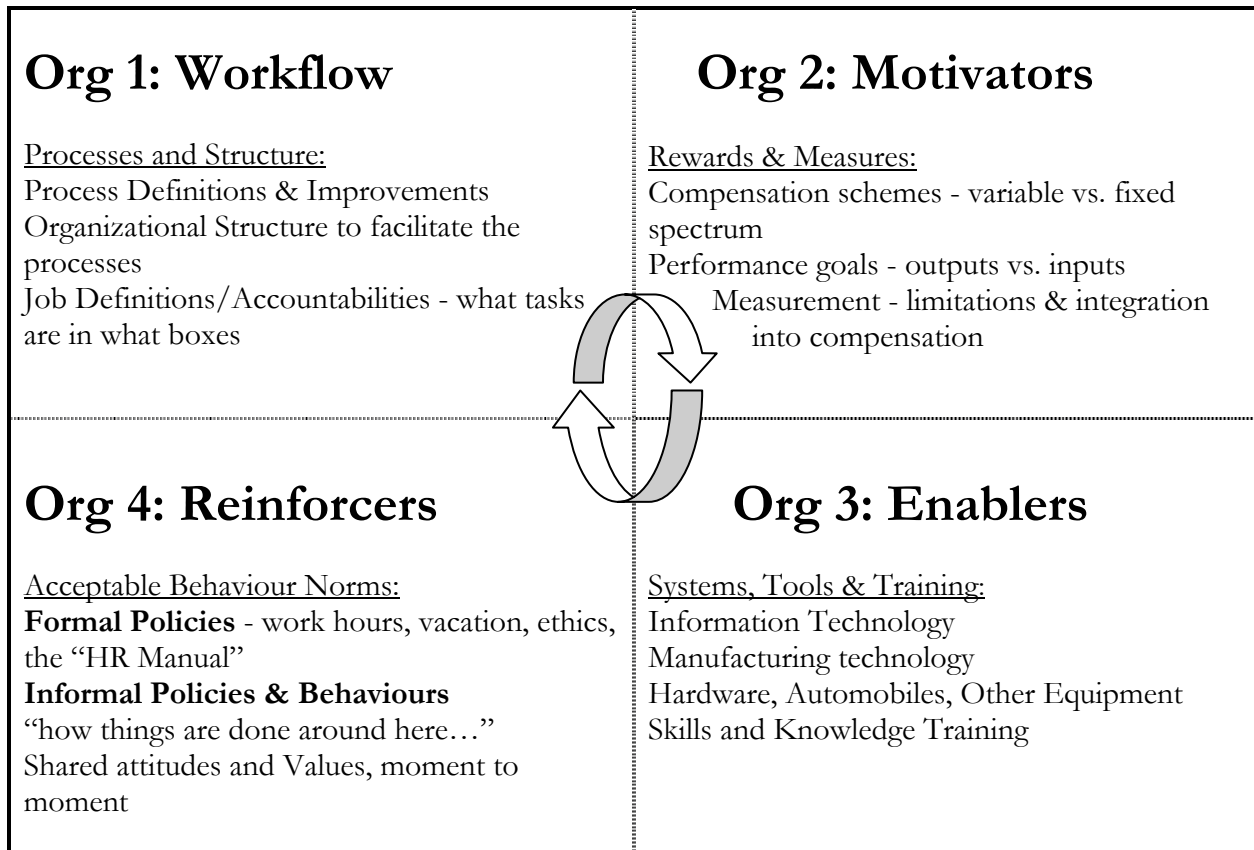 Org 1: Workflow
Processes and Structure:
Process Definitions & Improvements
Organizational Structure to facilitate the
processes
Job Definitions/Accountabilities - what tasks
are in what boxes
Org 2: Motivators
Rewards & Measures:
Compensation schemes - variable vs. fixed
spectrum
Performance goals - outputs vs. inputs
Measurement - limitations & integration
into compensation
Org 4: Reinforcers
Acceptable Behaviour Norms:
Formal Policies - work hours, vacation, ethics,
the “HR Manual”
Informal Policies & Behaviours
“how things are done around here…”
Shared attitudes and Values, moment to
moment
Org 3: Enablers
Systems, Tools & Training:
Information Technology
Manufacturing technology
Hardware, Automobiles, Other Equipment
Skills and Knowledge Training